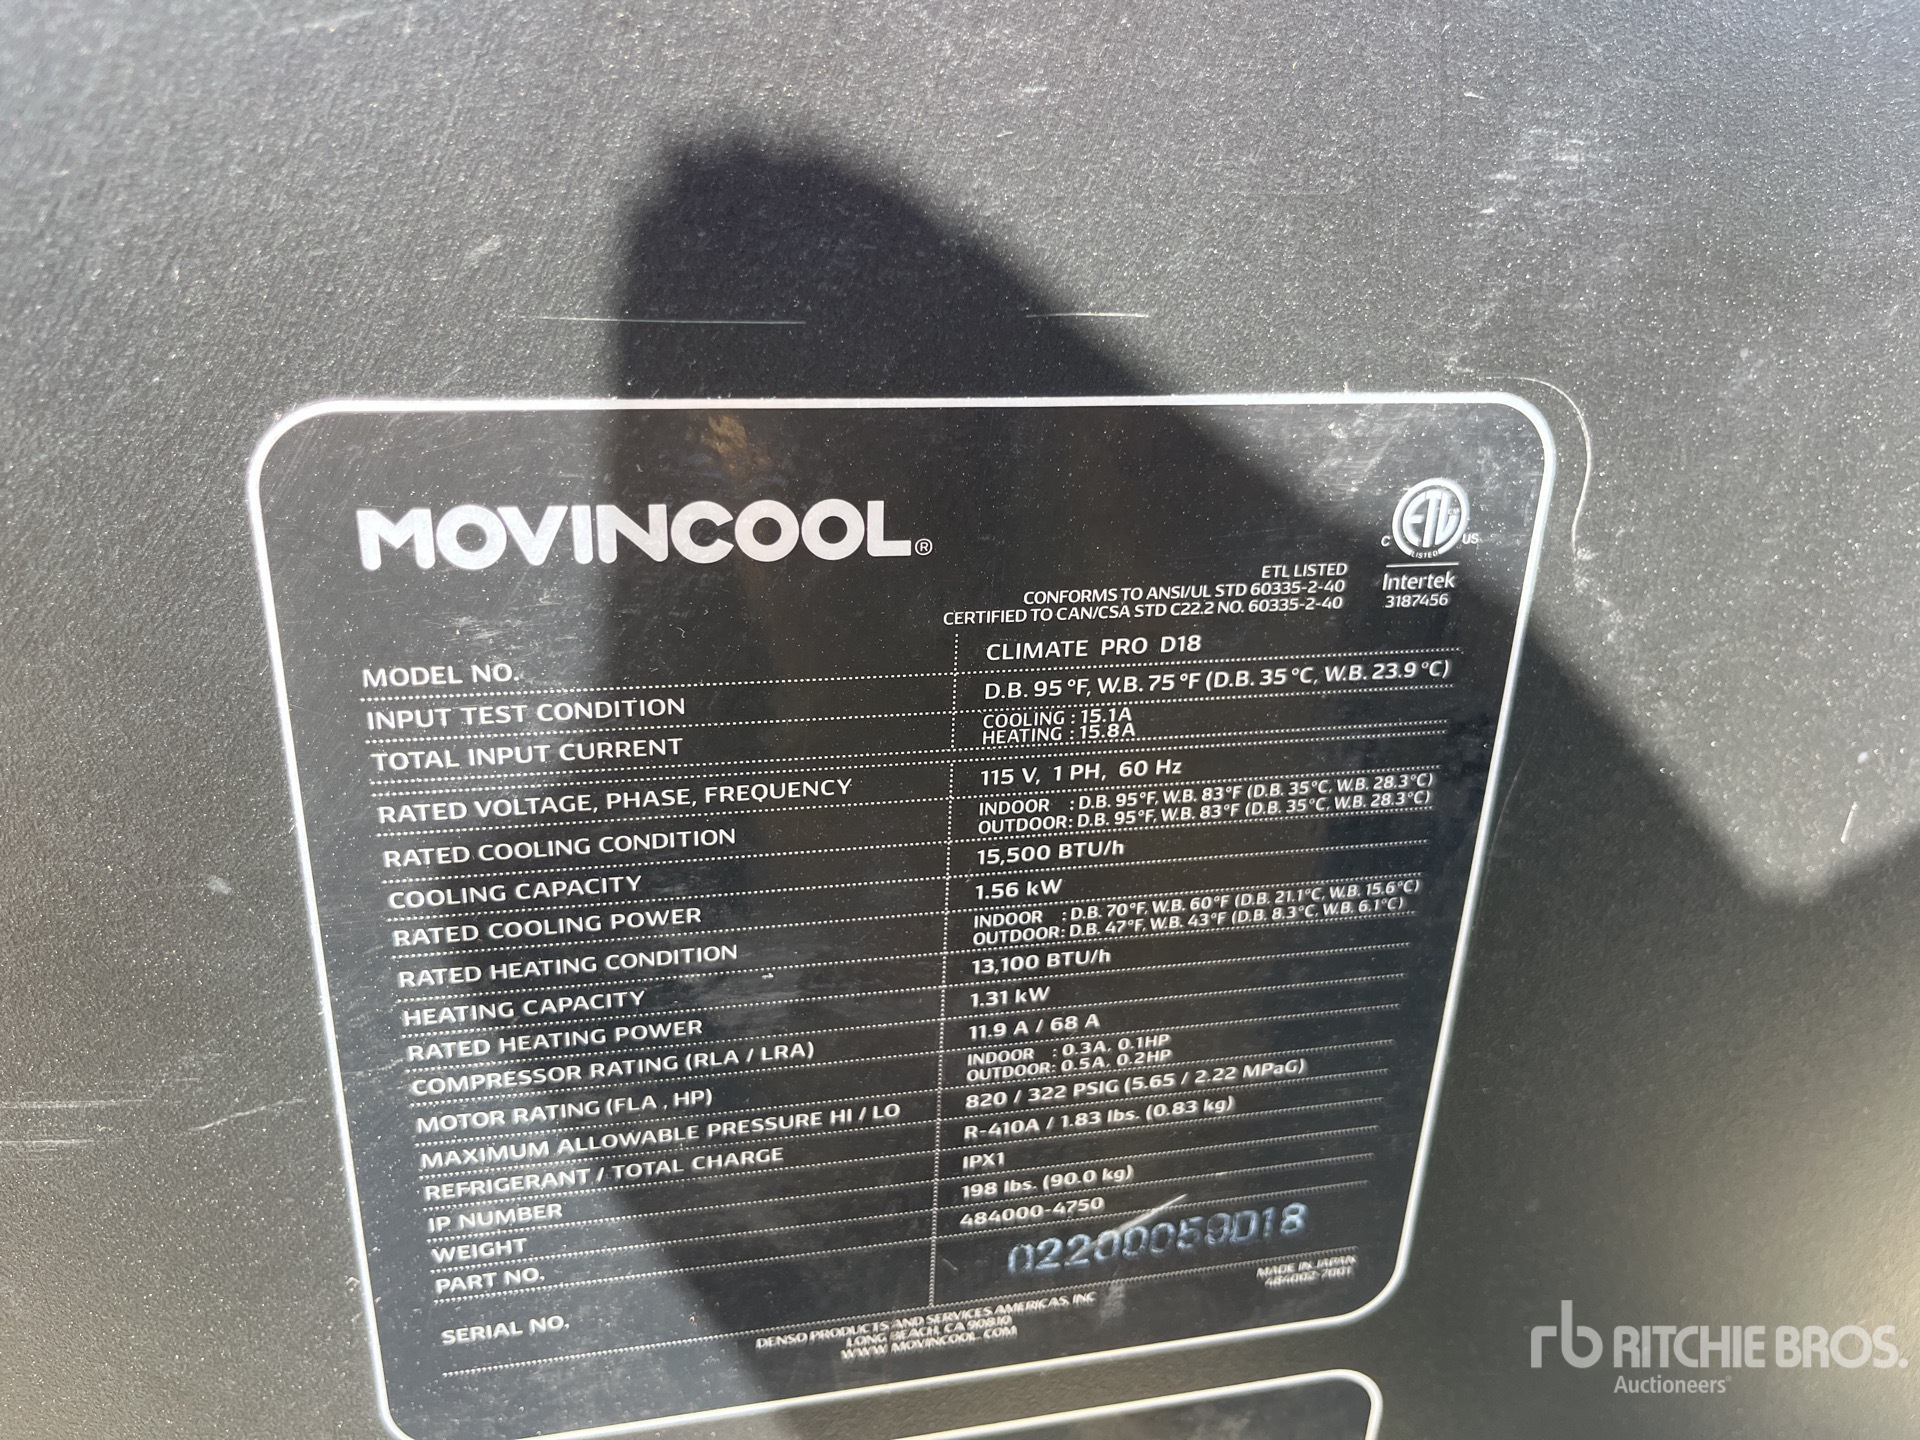 MOVINCOOL®
C ETL CM US
LISTED
Intertek
3187456
ETL LISTED
CONFORMS TO ANSI/UL STD 60335-2-40
CERTIFIED TO CAN/CSA STD C22.2 NO. 60335-2-40
MODEL NO. CLIMATE PRO D18
INPUT TEST CONDITION D.B. 95 °F, W.B. 75 °F (D.B. 35 °C, W.B. 23.9 °C)
TOTAL INPUT CURRENT COOLING : 15.1A
HEATING : 15.8A
RATED VOLTAGE, PHASE, FREQUENCY 115 V, 1 PH, 60 Hz
RATED COOLING CONDITION INDOOR : D.B. 95°F, W.B. 83°F (D.B. 35°C, W.B. 28.3°C)
OUTDOOR: D.B. 95°F, W.B. 83°F (D.B. 35°C, W.B. 28.3°C)
COOLING CAPACITY 15,500 BTU/h
RATED COOLING POWER 1.56 kW
RATED HEATING CONDITION INDOOR : D.B. 70°F, W.B. 60°F (D.B. 21.1°C, W.B. 15.6°C)
OUTDOOR: D.B. 47°F, W.B. 43°F (D.B. 8.3°C, W.B. 6.1°C)
HEATING CAPACITY 13,100 BTU/h
RATED HEATING POWER 1.31 kW
COMPRESSOR RATING (RLA / LRA) 11.9 A / 68 A
MOTOR RATING (FLA , HP) INDOOR : 0.3A, 0.1HP
OUTDOOR: 0.5A, 0.2HP
MAXIMUM ALLOWABLE PRESSURE HI / LO 820 / 322 PSIG (5.65 / 2.22 MPaG)
REFRIGERANT / TOTAL CHARGE R-410A / 1.83 lbs. (0.83 kg)
IP NUMBER IPX1
WEIGHT 198 lbs. (90.0 kg)
PART NO. 484000-4750
SERIAL NO. 02200059D18
MADE IN JAPAN
484002-7001
DENSO PRODUCTS AND SERVICES AMERICAS, INC
LONG BEACH, CA 90810
WWW.MOVINCOOL.COM
rb RITCHIE BROS.
Auctioneers